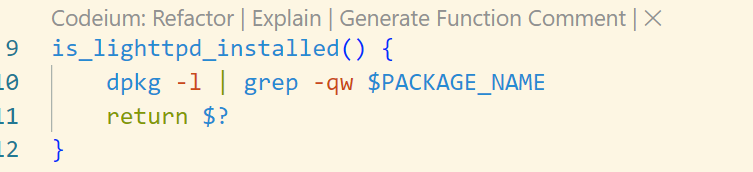 Codeium: Refactor | Explain | Generate Function Comment | ×
9 is_lighttpd_installed() {
10 dpkg -l | grep -qw $PACKAGE_NAME
11 return $?
12 }